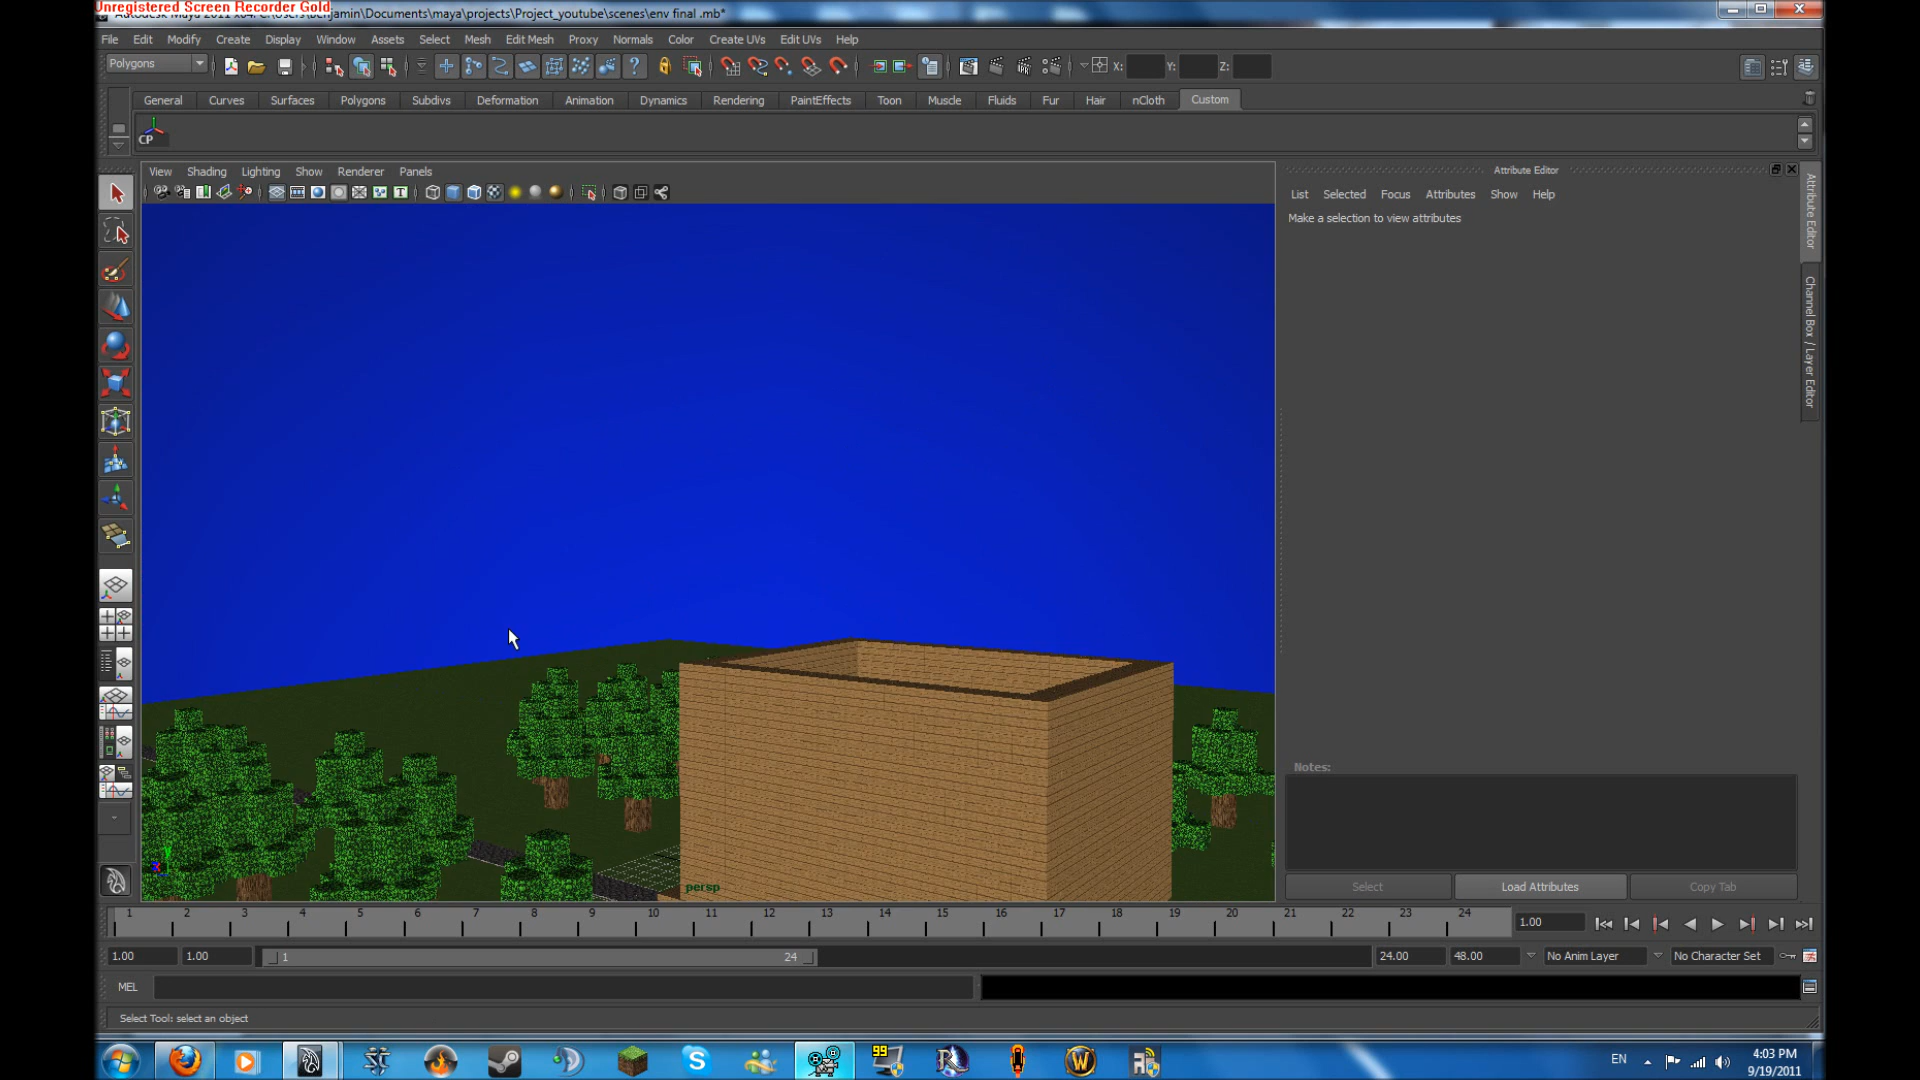 Unregistered Screen Recorder Gold
Autodesk Maya 2011 x64: C:\Users\Benjamin\Documents\maya\projects\Project_youtube\scenes\env final .mb*
File Edit Modify Create Display Window Assets Select Mesh Edit Mesh Proxy Normals Color Create UVs Edit UVs Help
Polygons X: Y: Z:
General Curves Surfaces Polygons Subdivs Deformation Animation Dynamics Rendering PaintEffects Toon Muscle Fluids Fur Hair nCloth Custom
CP
View Shading Lighting Show Renderer Panels
Attribute Editor
List Selected Focus Attributes Show Help
Make a selection to view attributes
Attribute Editor
Channel Box / Layer Editor
Notes:
persp
Select Load Attributes Copy Tab
1 2 3 4 5 6 7 8 9 10 11 12 13 14 15 16 17 18 19 20 21 22 23 24 1.00
1.00 1.00 1 24 24.00 48.00 No Anim Layer No Character Set
MEL
Select Tool: select an object
99
EN
4:03 PM
9/19/2011